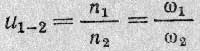 u₁₋₂ = n₁/n₂ = ω₁/ω₂